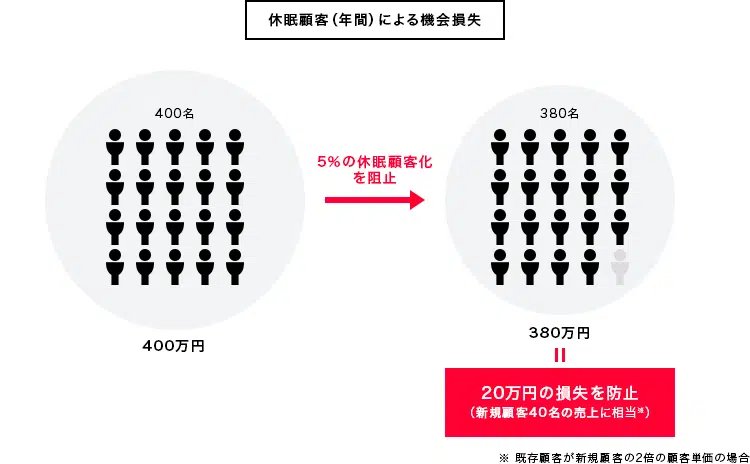 休眠顧客（年間）による機会損失
400名
380名
5%の休眠顧客化
を阻止
400万円
380万円
20万円の損失を防止
（新規顧客40名の売上に相当※）
※ 既存顧客が新規顧客の2倍の顧客単価の場合